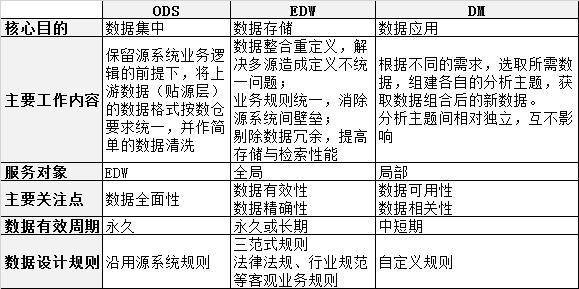 ODS EDW DM
核心目的 数据集中 数据存储 数据应用
主要工作内容
保留源系统业务逻
辑的前提下，将上
游数据（贴源层）
的数据格式按数仓
要求统一，并作简
单的数据清洗
数据整合重定义，解
决多源造成定义不统
一问题；
业务规则统一，消除
源系统间壁垒；
剔除数据冗余，提高
存储与检索性能
根据不同的需求，选取所需数
据，组建各自的分析主题，获
取数据组合后的新数据。
分析主题间相对独立，互不影
响
服务对象 EDW 全局 局部
主要关注点 数据全面性
数据有效性
数据精确性
数据可用性
数据相关性
数据有效周期 永久 永久或长期 中短期
数据设计规则 沿用源系统规则
三范式规则
法律法规、行业规范
等客观业务规则
自定义规则